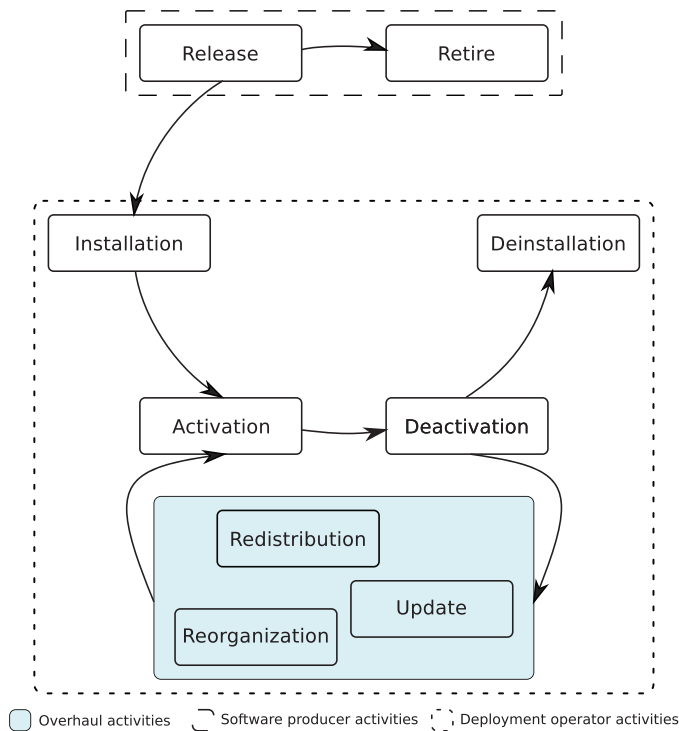 Release
Retire
Installation
Deinstallation
Activation
Deactivation
Redistribution
Update
Reorganization
Overhaul activities
Software producer activities
Deployment operator activities